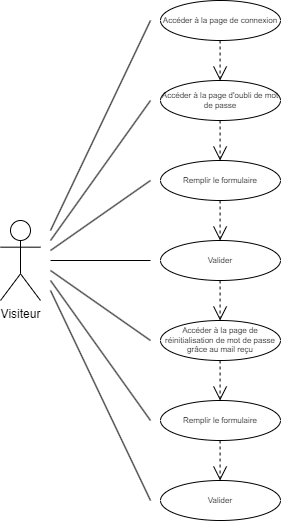 Accéder à la page de connexion
Accéder à la page d'oubli de mot
de passe
Remplir le formulaire
Valider
Visiteur
Accéder à la page de
réinitialisation de mot de passe
grâce au mail reçu
Remplir le formulaire
Valider